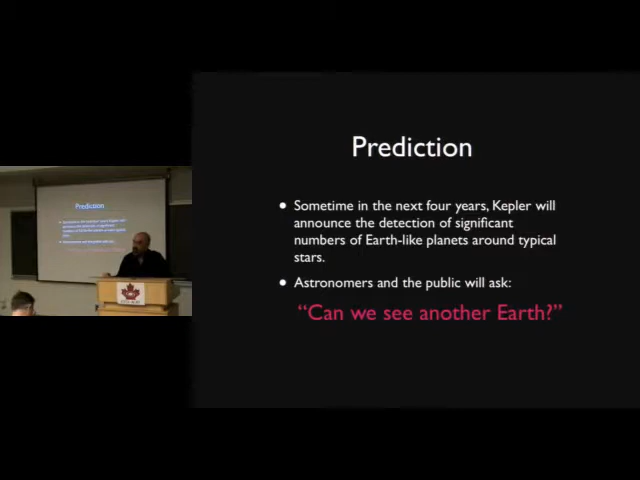 Prediction
• Sometime in the next four years, Kepler will
announce the detection of significant
numbers of Earth-like planets around typical
stars.
• Astronomers and the public will ask:
“Can we see another Earth?”
Prediction